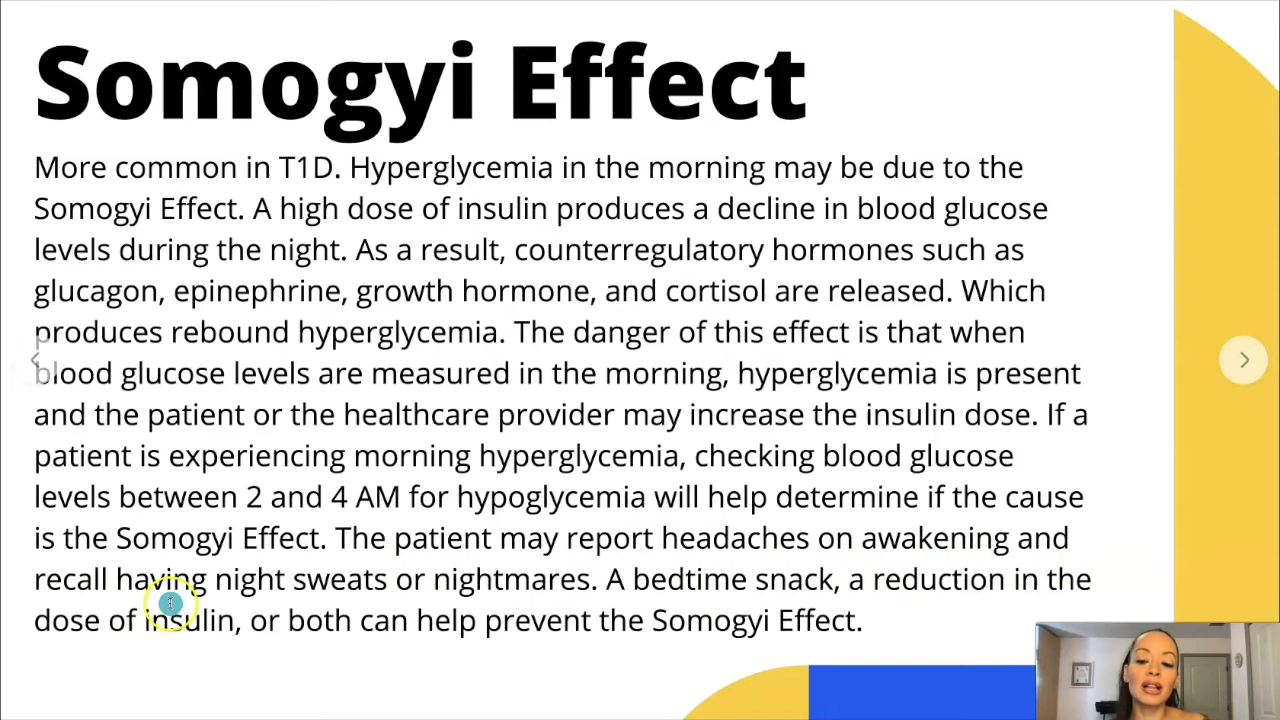 Somogyi Effect
More common in T1D. Hyperglycemia in the morning may be due to the
Somogyi Effect. A high dose of insulin produces a decline in blood glucose
levels during the night. As a result, counterregulatory hormones such as
glucagon, epinephrine, growth hormone, and cortisol are released. Which
produces rebound hyperglycemia. The danger of this effect is that when
blood glucose levels are measured in the morning, hyperglycemia is present
and the patient or the healthcare provider may increase the insulin dose. If a
patient is experiencing morning hyperglycemia, checking blood glucose
levels between 2 and 4 AM for hypoglycemia will help determine if the cause
is the Somogyi Effect. The patient may report headaches on awakening and
recall having night sweats or nightmares. A bedtime snack, a reduction in the
dose of insulin, or both can help prevent the Somogyi Effect.